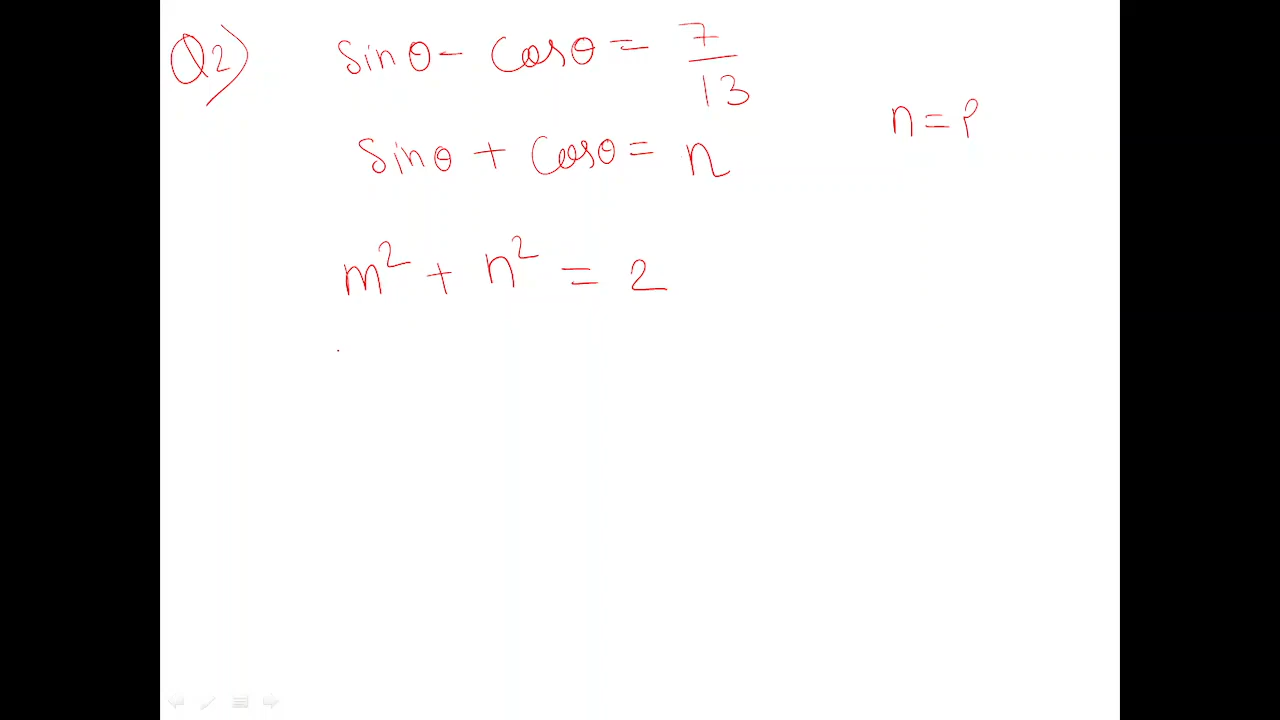 Q2) sinθ - cosθ = 7/13
sinθ + cosθ = n
n = ?
m² + n² = 2